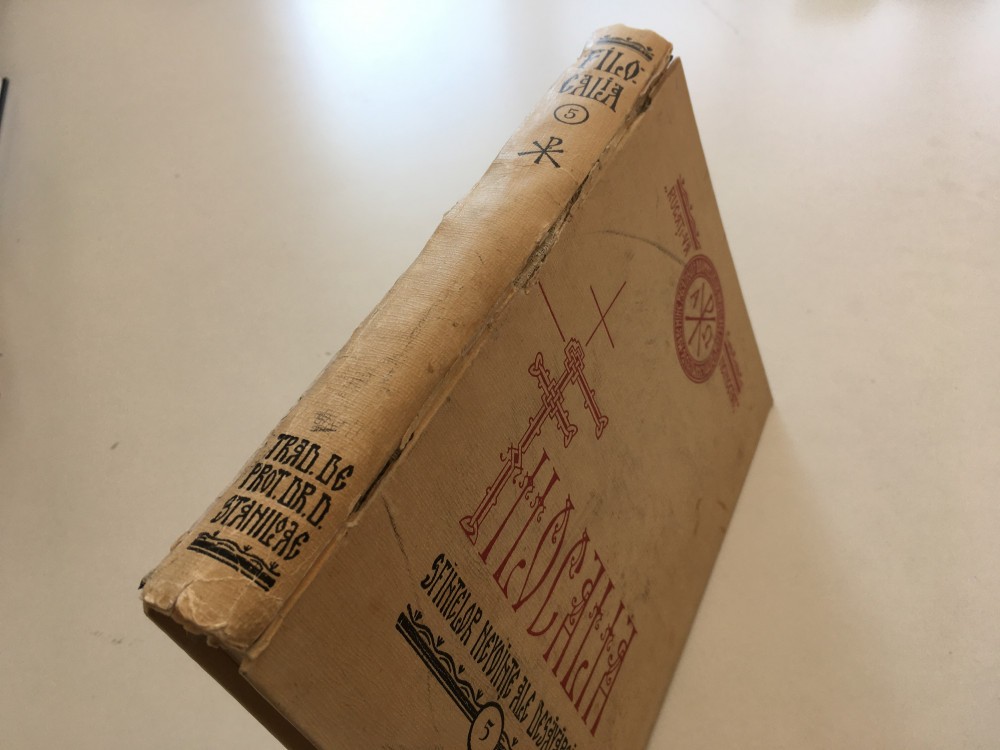 FILO-
CALIA
5
TRAD. DE
PROT. DR. D.
STANILOAE
FILOCALIA
SFINTELOR NEVOINȚE ALE
5